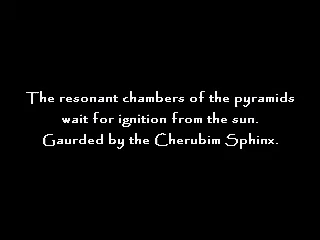 The resonant chambers of the pyramids
wait for ignition from the sun.
Gaurded by the Cherubim Sphinx.